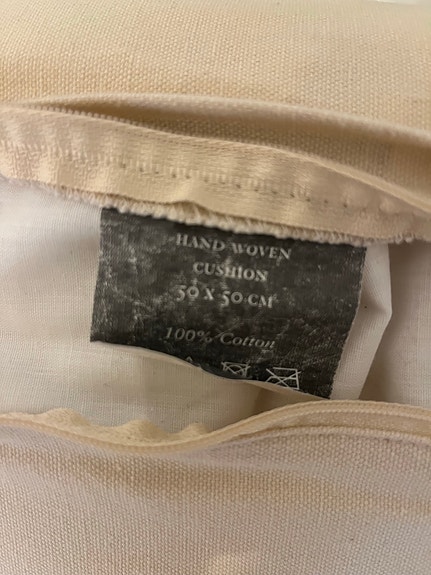 HAND WOVEN
CUSHION
50 X 50 CM
100% Cotton